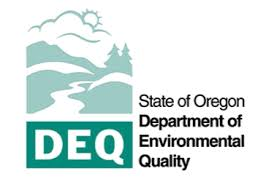 DEQ
State of Oregon
Department of
Environmental
Quality